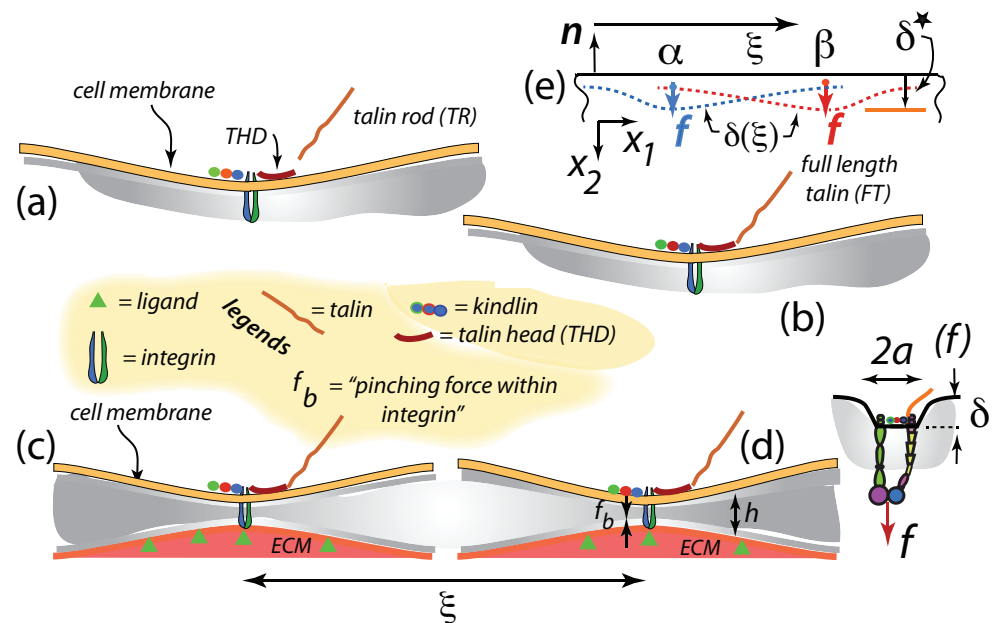 (a)
cell membrane
THD
talin rod (TR)
(e)
n
ξ
α
β
δ★
f
δ(ξ)
f
x1
x2
full length
talin (FT)
(b)
legends
= ligand
= integrin
= talin
= kindlin
= talin head (THD)
fb = "pinching force within
integrin"
(c)
cell membrane
ECM
(d)
fb
h
ECM
ξ
2a
(f)
δ
f